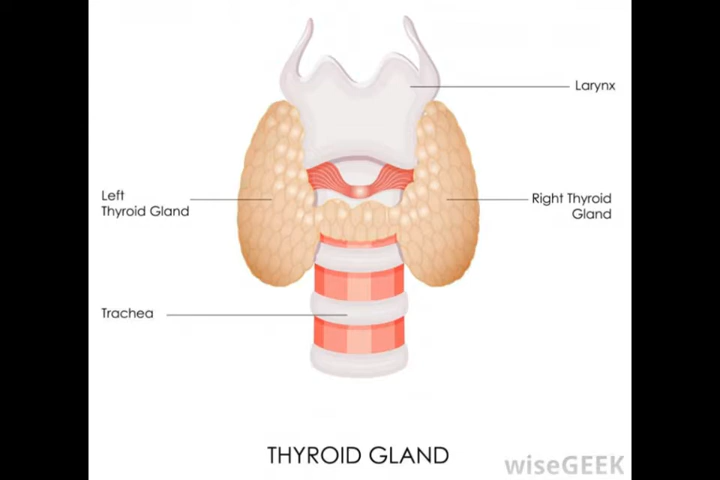 Larynx
Left
Thyroid Gland
Right Thyroid
Gland
Trachea
THYROID GLAND
wiseGEEK